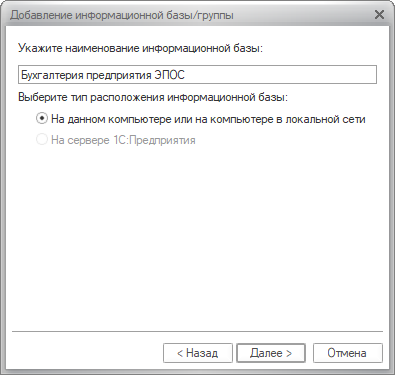 Добавление информационной базы/группы
Укажите наименование информационной базы:
Бухгалтерия предприятия ЭПОС
Выберите тип расположения информационной базы:
На данном компьютере или на компьютере в локальной сети
На сервере 1С:Предприятия
< Назад
Далее >
Отмена